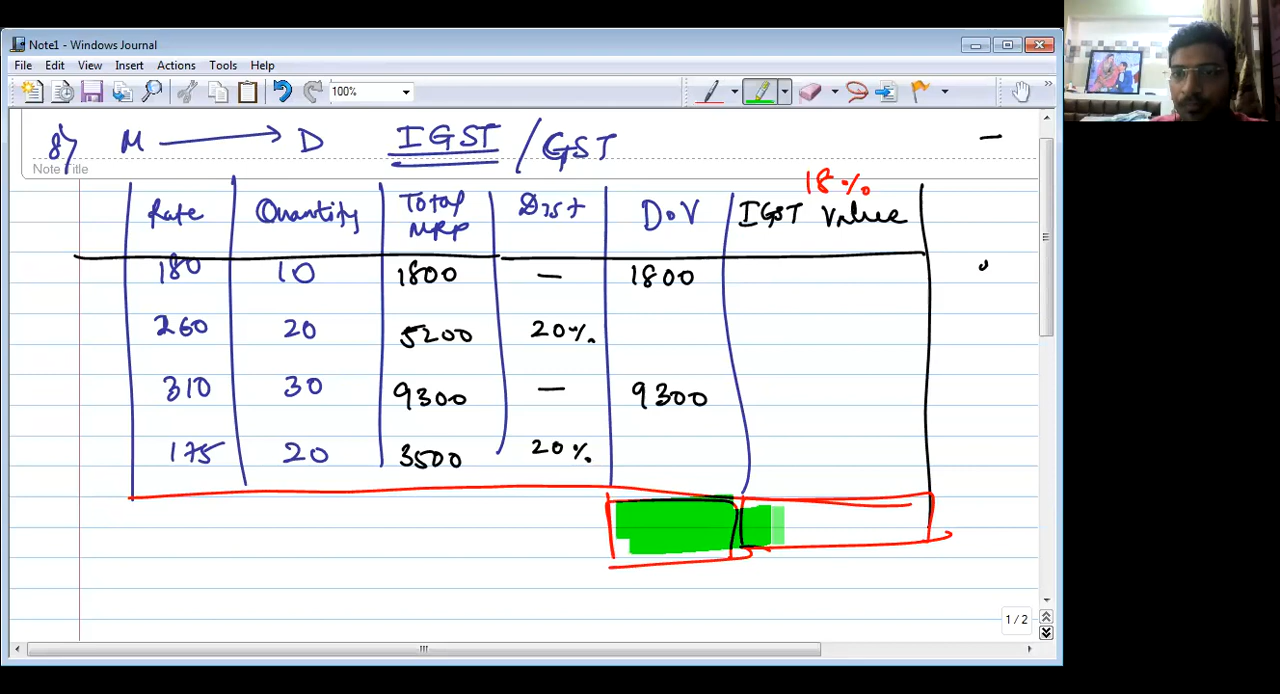 Note1 - Windows Journal
File Edit View Insert Actions Tools Help
100%
8) M → D IGST / GST —
Note Title
18%
Rate Quantity Total MRP Dist DoV IGST Value
180 10 1800 — 1800
260 20 5200 20%.
310 30 9300 — 9300
175 20 3500 20%.
1 / 2